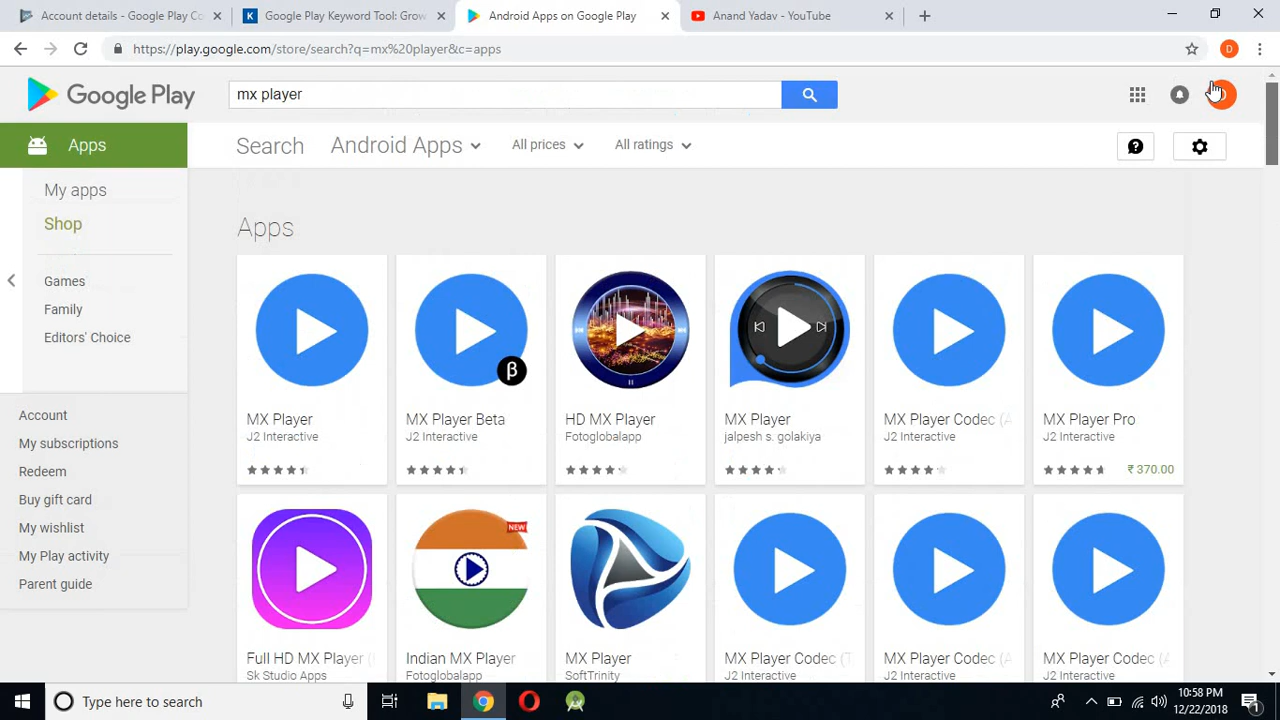 Account details - Google Play Co
Google Play Keyword Tool: Grow
Android Apps on Google Play
Anand Yadav - YouTube
https://play.google.com/store/search?q=mx%20player&c=apps
D
Google Play
mx player
Apps
Search
Android Apps
All prices
All ratings
My apps
Shop
Games
Family
Editors' Choice
Account
My subscriptions
Redeem
Buy gift card
My wishlist
My Play activity
Parent guide
Apps
β
MX Player
J2 Interactive
MX Player Beta
J2 Interactive
HD MX Player
Fotoglobalapp
MX Player
jalpesh s. golakiya
MX Player Codec (A
J2 Interactive
MX Player Pro
J2 Interactive
₹ 370.00
NEW
Full HD MX Player (
Sk Studio Apps
Indian MX Player
Fotoglobalapp
MX Player
SoftTrinity
MX Player Codec (T
J2 Interactive
MX Player Codec (A
J2 Interactive
MX Player Codec (A
J2 Interactive
Type here to search
10:58 PM
12/22/2018
1